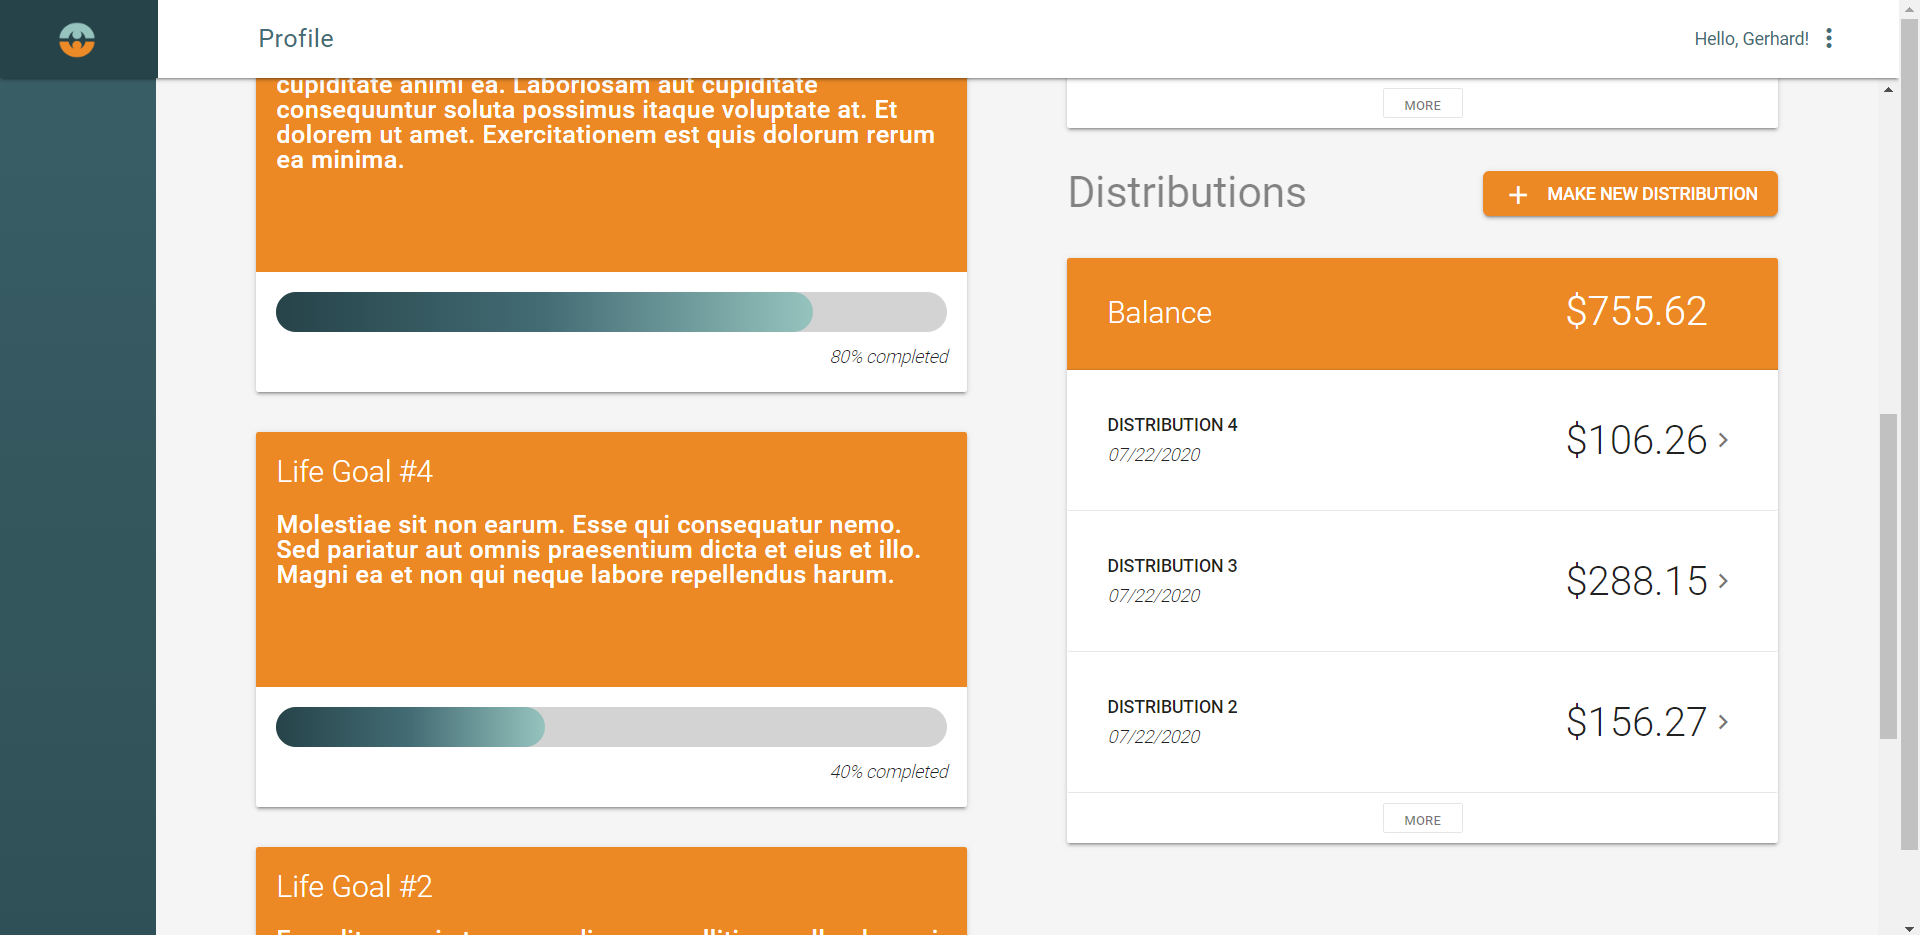 Profile
Hello, Gerhard!
cupiditate animi ea. Laboriosam aut cupiditate
consequuntur soluta possimus itaque voluptate at. Et
dolorem ut amet. Exercitationem est quis dolorum rerum
ea minima.
80% completed
Life Goal #4
Molestiae sit non earum. Esse qui consequatur nemo.
Sed pariatur aut omnis praesentium dicta et eius et illo.
Magni ea et non qui neque labore repellendus harum.
40% completed
Life Goal #2
MORE
Distributions
+ MAKE NEW DISTRIBUTION
Balance $755.62
DISTRIBUTION 4
07/22/2020
$106.26
DISTRIBUTION 3
07/22/2020
$288.15
DISTRIBUTION 2
07/22/2020
$156.27
MORE